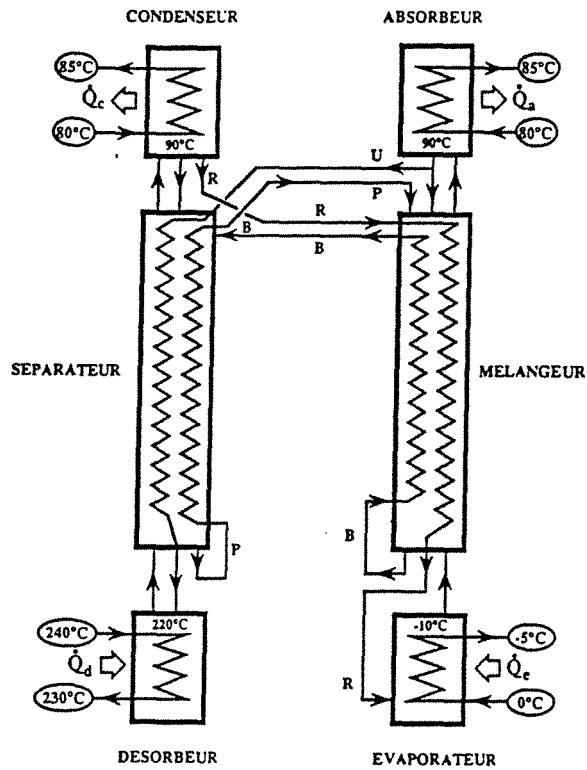 CONDENSEUR
ABSORBEUR
85°C
85°C
Q̇c
Q̇a
80°C
90°C
90°C
80°C
U
R
P
R
B
B
SEPARATEUR
MELANGEUR
P
B
240°C
220°C
-10°C
-5°C
Q̇d
Q̇e
230°C
R
0°C
DESORBEUR
EVAPORATEUR